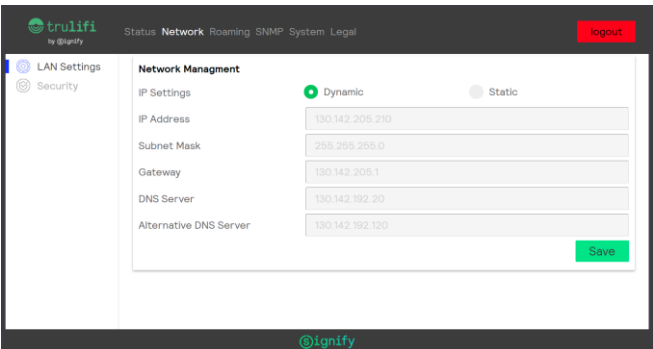 trulifi
by Signify
Status Network Roaming SNMP System Legal
logout
LAN Settings
Security
Network Managment
IP Settings Dynamic Static
IP Address 130.142.205.210
Subnet Mask 255.255.255.0
Gateway 130.142.205.1
DNS Server 130.142.192.20
Alternative DNS Server 130.142.192.120
Save
Signify